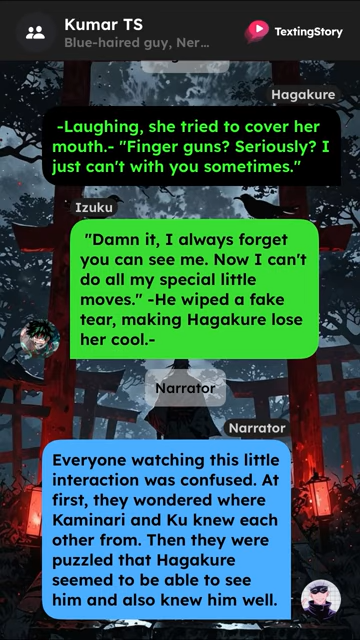 Kumar TS
Blue-haired guy, Ner...
TextingStory
Hagakure
-Laughing, she tried to cover her
mouth.- "Finger guns? Seriously? I
just can't with you sometimes."
Izuku
"Damn it, I always forget
you can see me. Now I can't
do all my special little
moves." -He wiped a fake
tear, making Hagakure lose
her cool.-
Narrator
Narrator
Everyone watching this little
interaction was confused. At
first, they wondered where
Kaminari and Ku knew each
other from. Then they were
puzzled that Hagakure
seemed to be able to see
him and also knew him well.